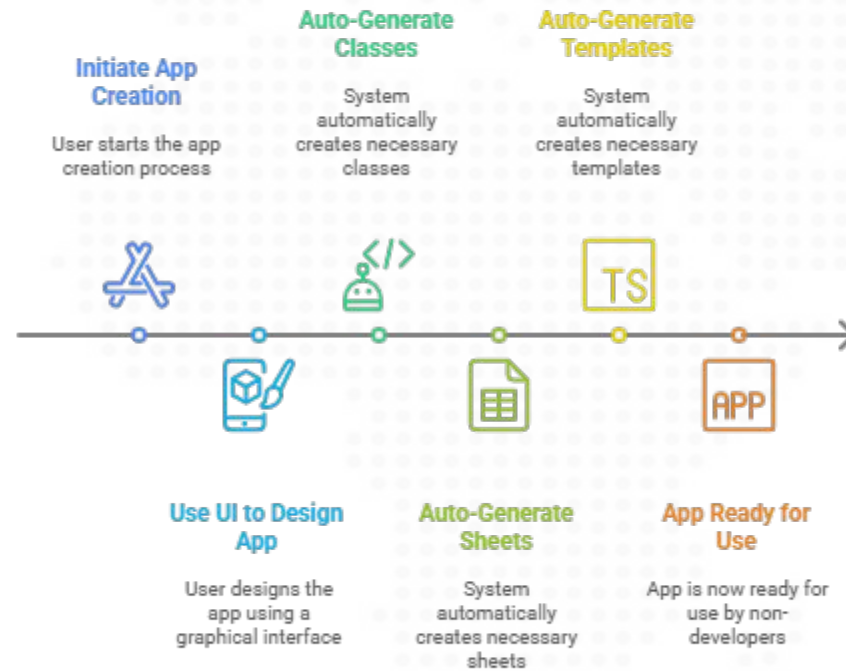 Initiate App
Creation
User starts the app
creation process
Use UI to Design
App
User designs the
app using a
graphical interface
Auto-Generate
Classes
System
automatically
creates necessary
classes
</>
Auto-Generate
Sheets
System
automatically
creates necessary
sheets
Auto-Generate
Templates
System
automatically
creates necessary
templates
TS
APP
App Ready for
Use
App is now ready for
use by non-
developers